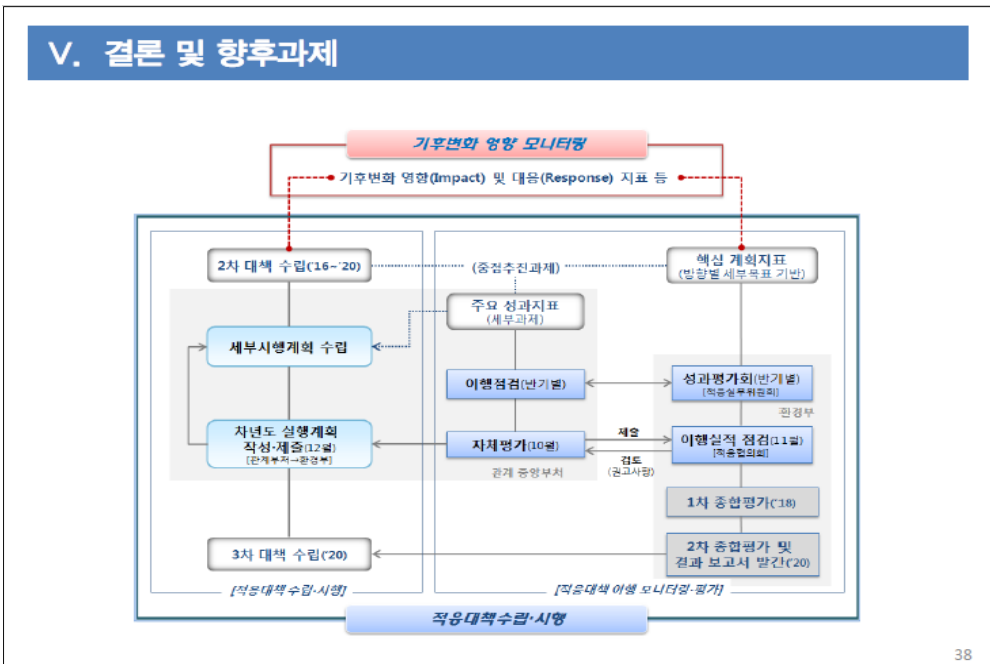 Ⅴ. 결론 및 향후과제
기후변화 영향 모니터링
기후변화 영향(Impact) 및 대응(Response) 지표 등
2차 대책 수립('16~'20)
(중점추진과제)
핵심 계획지표
(방향별 세부목표 기반)
주요 성과지표
(세부과제)
세부시행계획 수립
이행점검(반기별)
성과평가회(반기별)
[적응실무위원회]
환경부
차년도 실행계획
작성·제출(12월)
[관계부처→환경부]
자체평가(10월)
제출
검토
(권고사항)
이행실적 점검(11월)
[적응협의회]
관계 중앙부처
1차 종합평가('18)
3차 대책 수립('20)
2차 종합평가 및
결과 보고서 발간('20)
[적응대책 수립·시행]
[적응대책 이행 모니터링·평가]
적응대책수립·시행
38